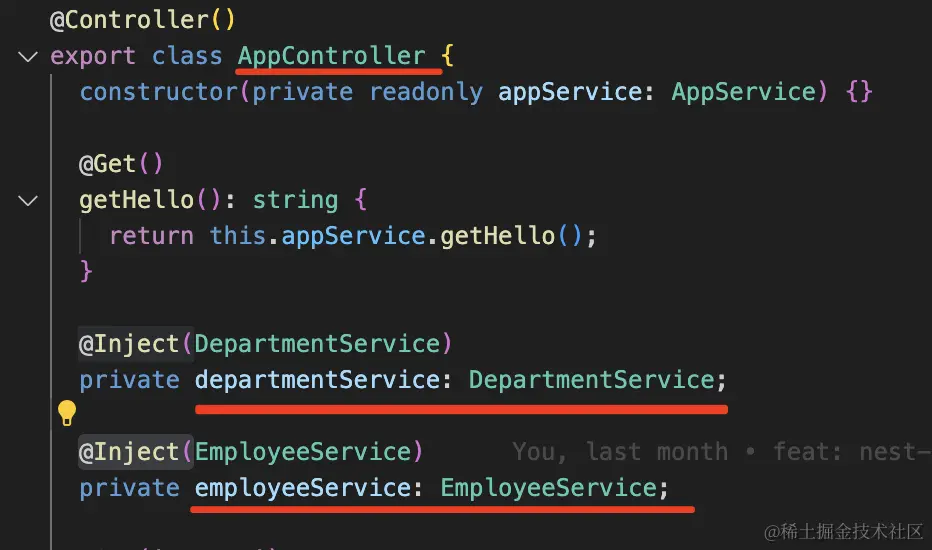 @Controller()
export class AppController {
constructor(private readonly appService: AppService) {}
@Get()
getHello(): string {
return this.appService.getHello();
}
@Inject(DepartmentService)
private departmentService: DepartmentService;
@Inject(EmployeeService) You, last month • feat: nest-
private employeeService: EmployeeService;
@稀土掘金技术社区